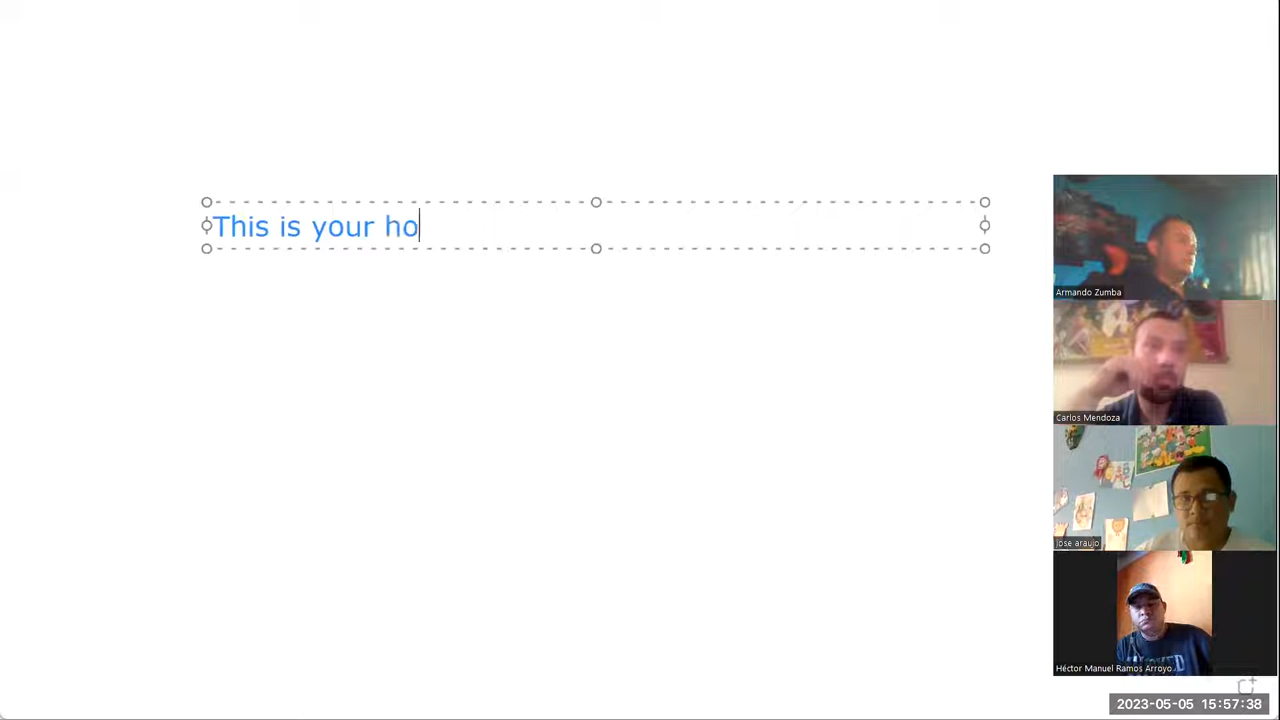 This is your ho
Armando Zumba
Carlos Mendoza
jose araujo
Héctor Manuel Ramos Arroyo
2023-05-05 15:57:38